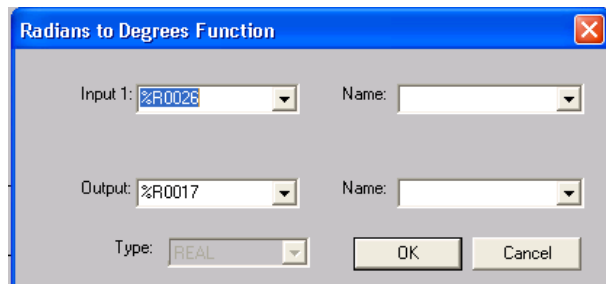 Radians to Degrees Function
Input 1: %R0026 Name:
Output: %R0017 Name:
Type: REAL OK Cancel